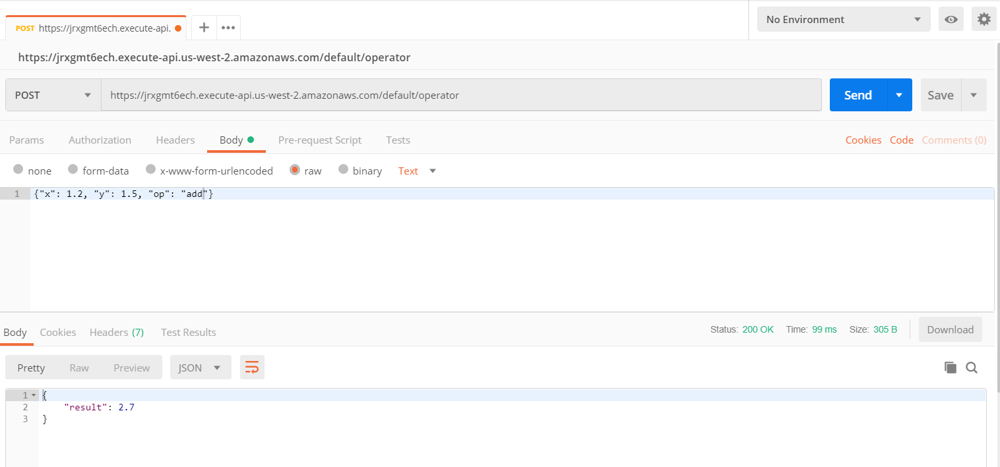 POST https://jrxgmt6ech.execute-api. No Environment
https://jrxgmt6ech.execute-api.us-west-2.amazonaws.com/default/operator
POST https://jrxgmt6ech.execute-api.us-west-2.amazonaws.com/default/operator Send Save
Params Authorization Headers Body Pre-request Script Tests Cookies Code Comments (0)
none form-data x-www-form-urlencoded raw binary Text
1 {"x": 1.2, "y": 1.5, "op": "add"}
Body Cookies Headers (7) Test Results Status: 200 OK Time: 99 ms Size: 305 B Download
Pretty Raw Preview JSON
1 {
2 "result": 2.7
3 }